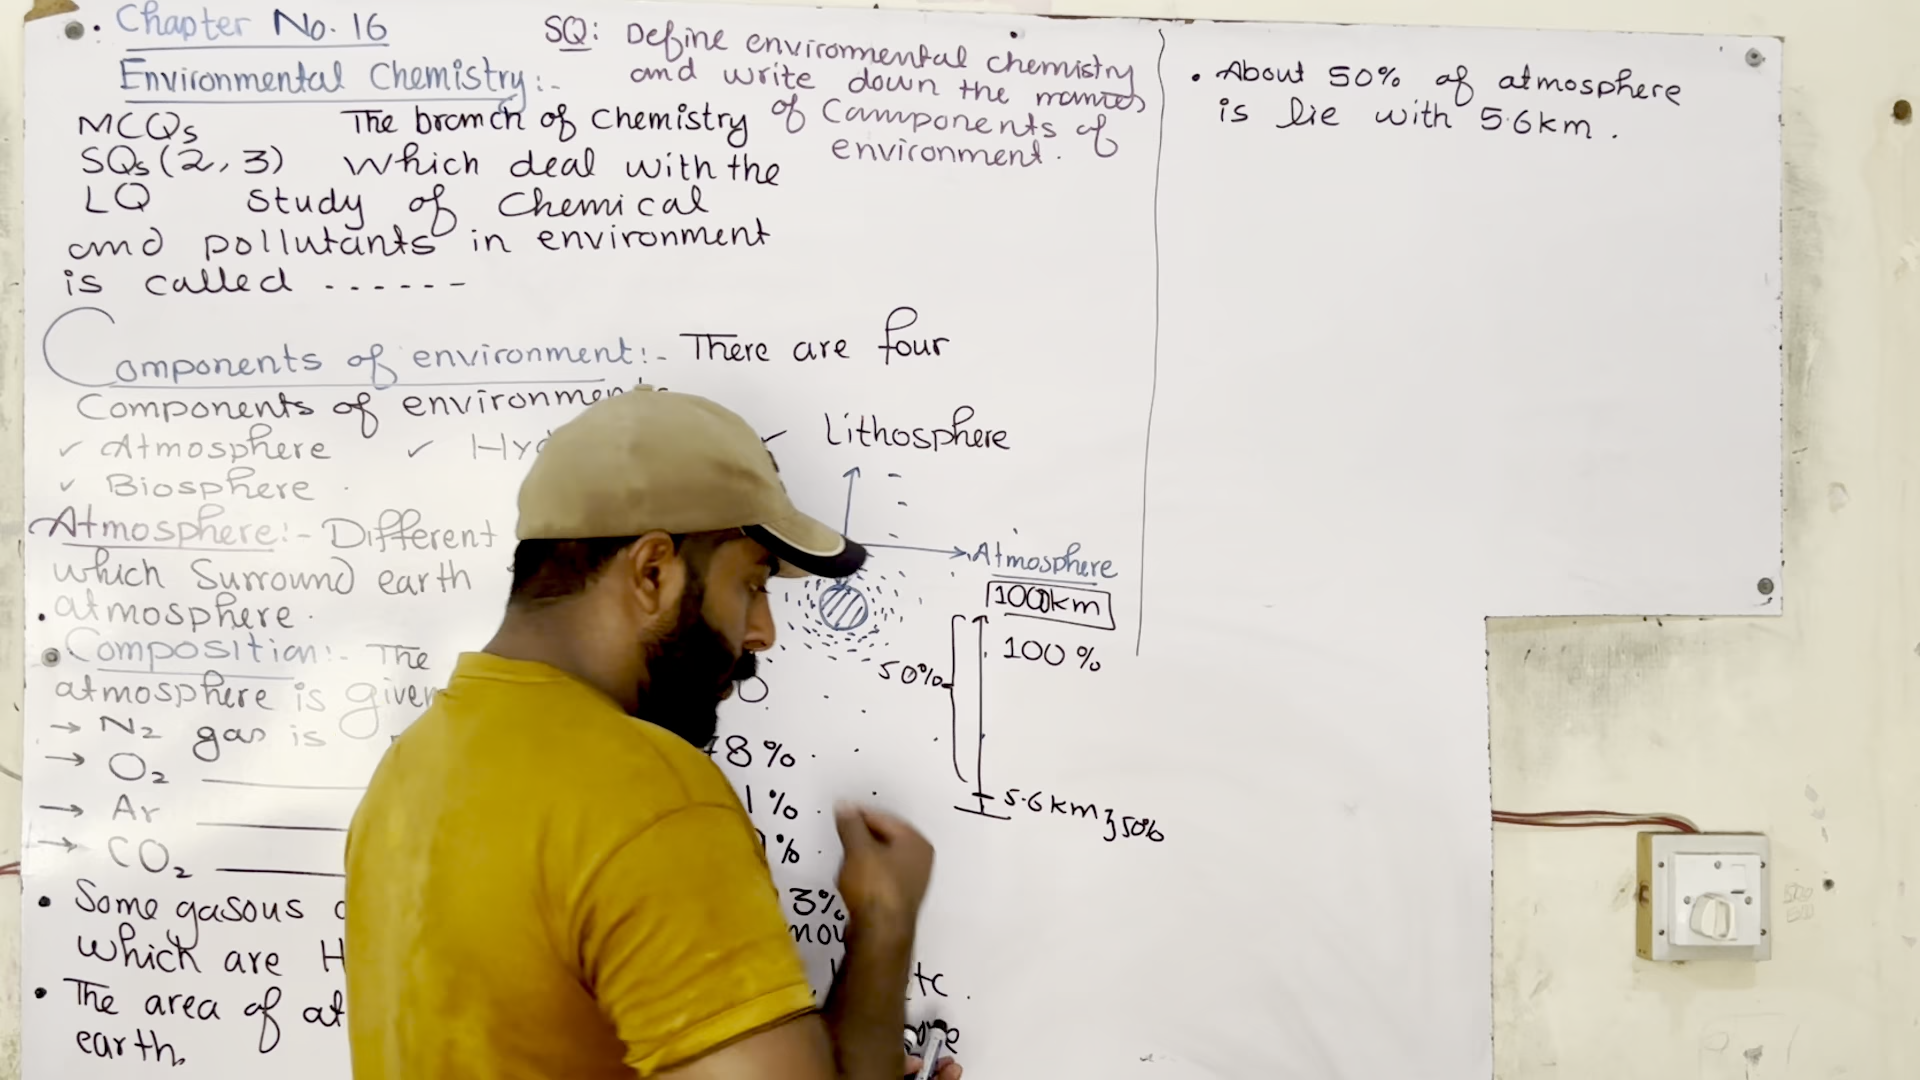 Chapter No. 16
Environmental Chemistry:-
SQ: Define environmental chemistry
and write down the names
of Components of
environment.
MCQs
SQs (2, 3)
LQ
The branch of Chemistry
which deal with the
study of chemical
and pollutants in environment
is called ------
Components of environment:- There are four
Components of environment
✓ Atmosphere ✓ Hy ✓ Lithosphere
✓ Biosphere
Atmosphere:- Different
which Surround earth
atmosphere.
Composition:- The
atmosphere is given
→ N₂ gas is 78%
→ O₂ 1%
→ Ar %
→ CO₂ 3%
• Some gasous
which are H tc.
• The area of at
earth.
Atmosphere
1000km
100%
50%
5.6km } 50%
• About 50% of atmosphere
is lie with 5.6km.